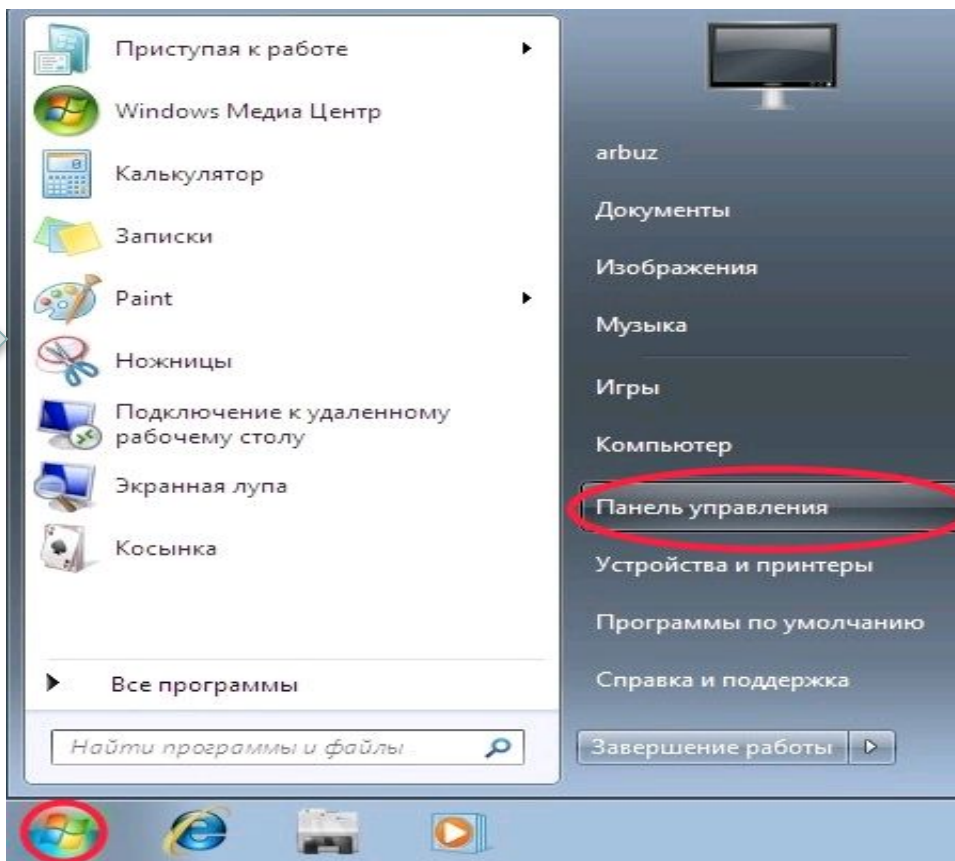 Приступая к работе
Windows Медиа Центр
Калькулятор
Записки
Paint
Ножницы
Подключение к удаленному
рабочему столу
Экранная лупа
Косынка
Все программы
Найти программы и файлы
arbuz
Документы
Изображения
Музыка
Игры
Компьютер
Панель управления
Устройства и принтеры
Программы по умолчанию
Справка и поддержка
Завершение работы